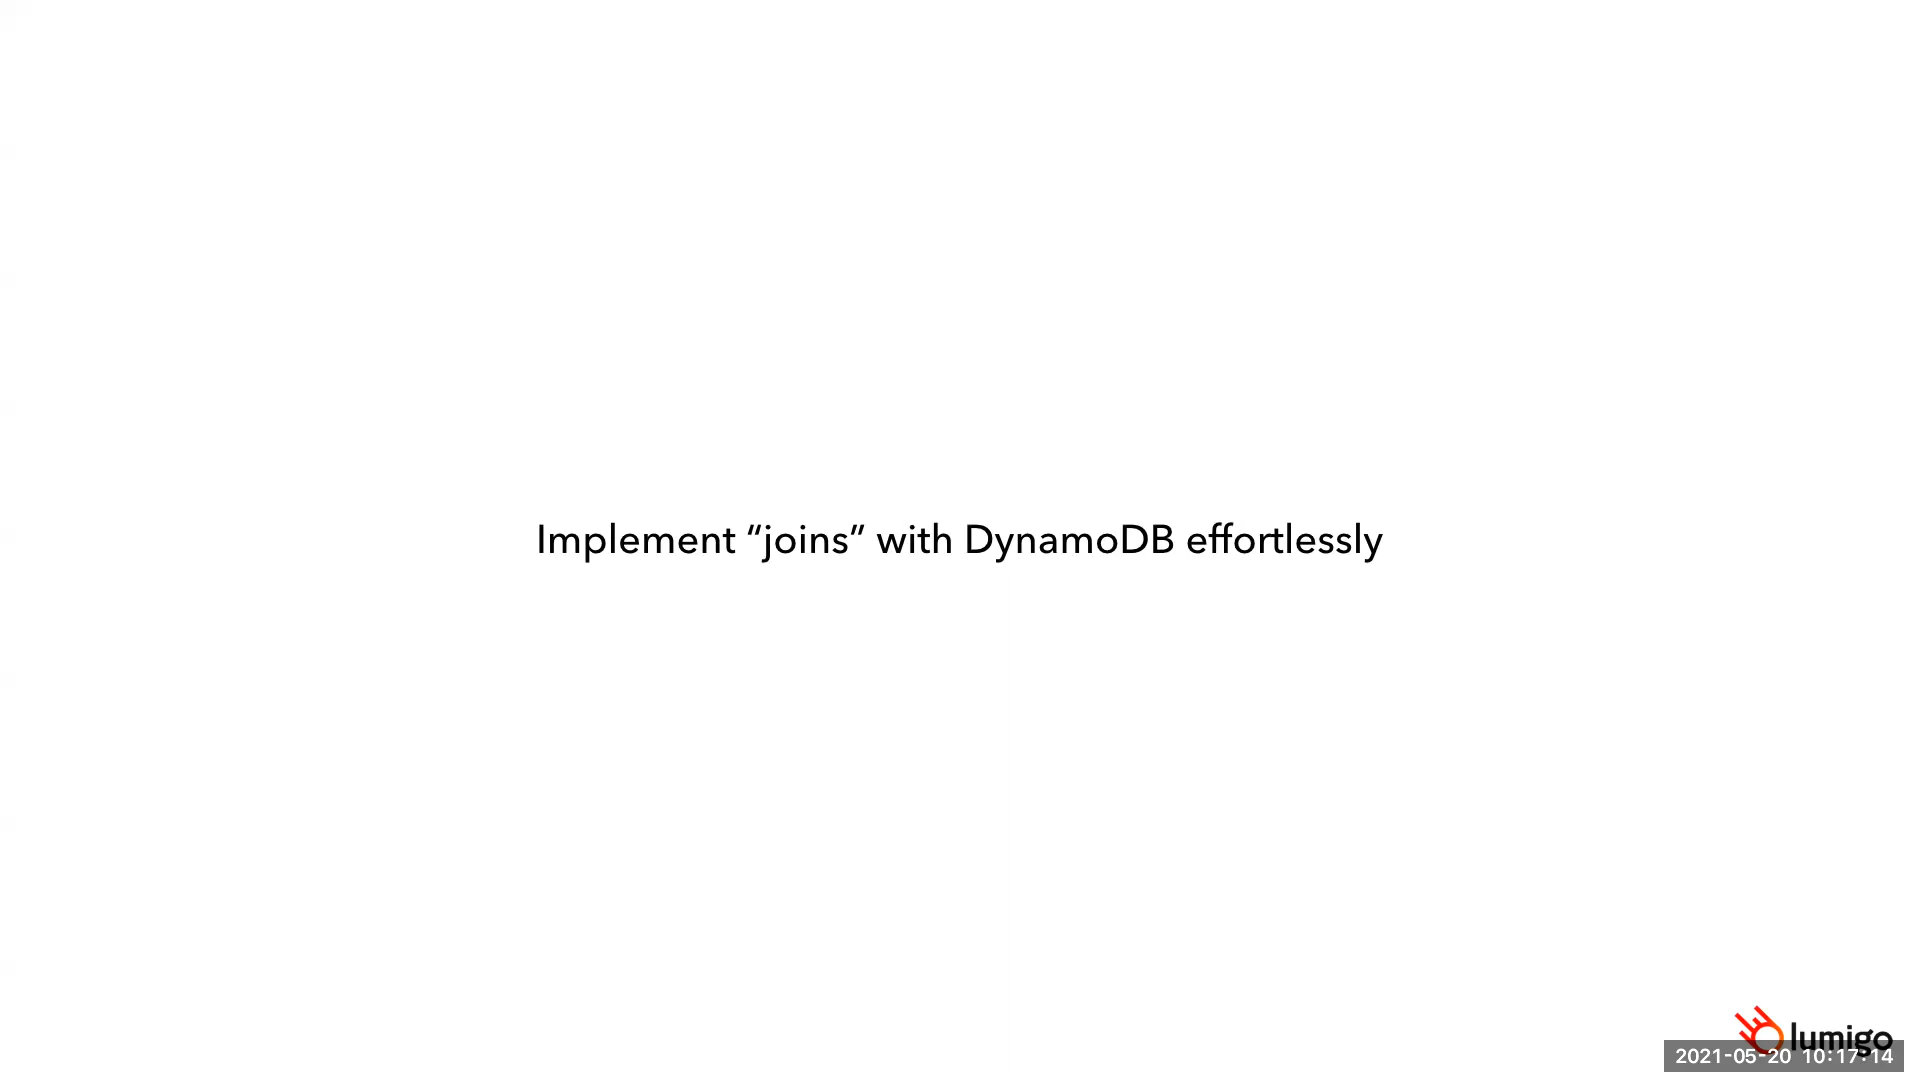 Implement “joins” with DynamoDB effortlessly
lumigo
2021-05-20 10:17:14